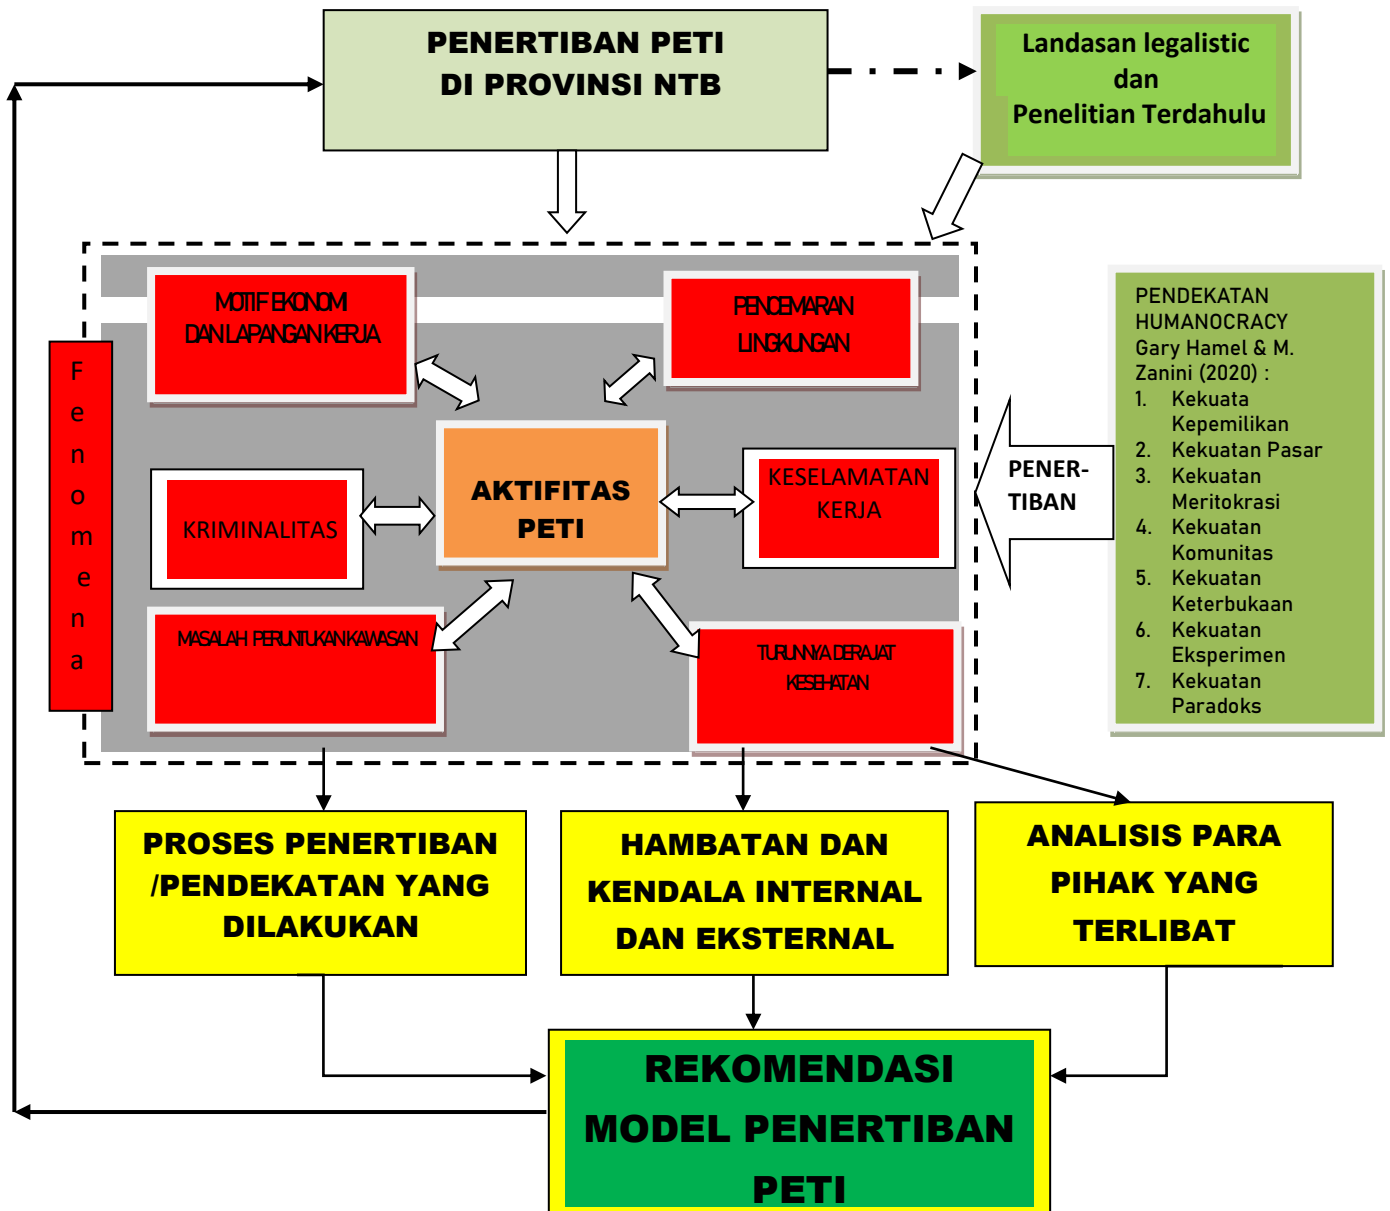 PENERTIBAN PETI
DI PROVINSI NTB
Landasan legalistic
dan
Penelitian Terdahulu
F
e
n
o
m
e
n
a
MOTIF EKONOMI
DAN LAPANGAN KERJA
PENCEMARAN
LINGKUNGAN
AKTIFITAS
PETI
KRIMINALITAS
KESELAMATAN
KERJA
MASALAH PERUNTUKAN KAWASAN
TURUNNYA DERAJAT
KESEHATAN
PENER-
TIBAN
PENDEKATAN
HUMANOCRACY
Gary Hamel & M.
Zanini (2020) :
1. Kekuata
Kepemilikan
2. Kekuatan Pasar
3. Kekuatan
Meritokrasi
4. Kekuatan
Komunitas
5. Kekuatan
Keterbukaan
6. Kekuatan
Eksperimen
7. Kekuatan
Paradoks
PROSES PENERTIBAN
/PENDEKATAN YANG
DILAKUKAN
HAMBATAN DAN
KENDALA INTERNAL
DAN EKSTERNAL
ANALISIS PARA
PIHAK YANG
TERLIBAT
REKOMENDASI
MODEL PENERTIBAN
PETI